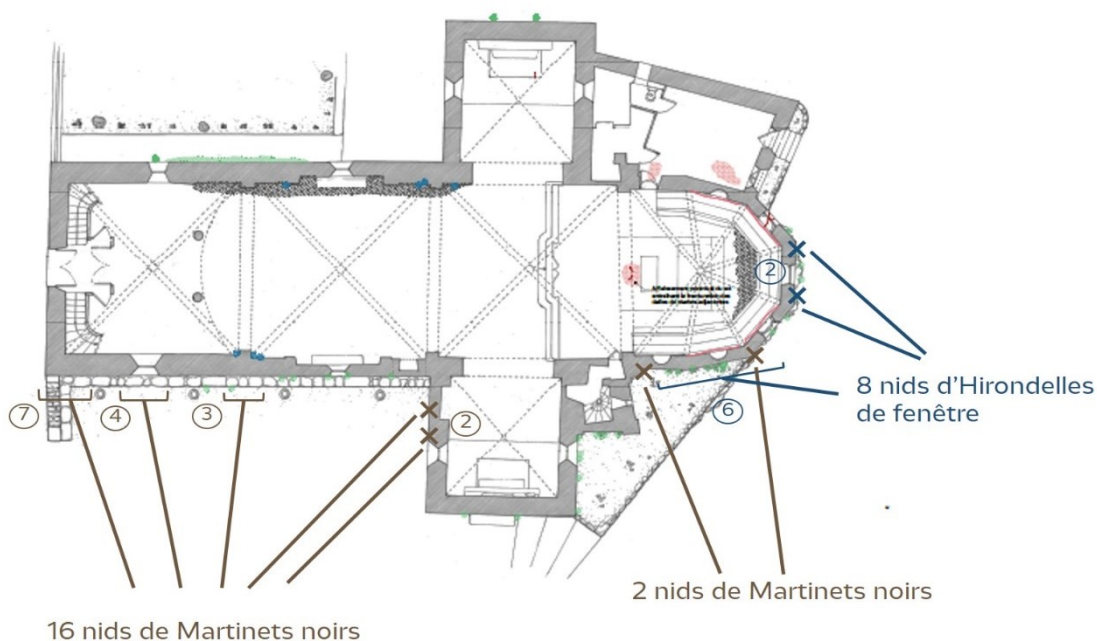 ②
⑦
④
③
②
⑥
8 nids d’Hirondelles
de fenêtre
2 nids de Martinets noirs
16 nids de Martinets noirs